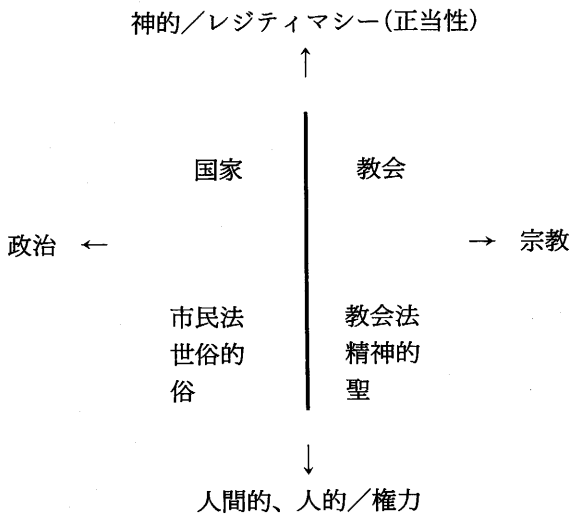 神的／レジティマシー(正当性)
↑
国家
教会
政治 ←
→ 宗教
市民法
世俗的
俗
教会法
精神的
聖
↓
人間的、人的／権力